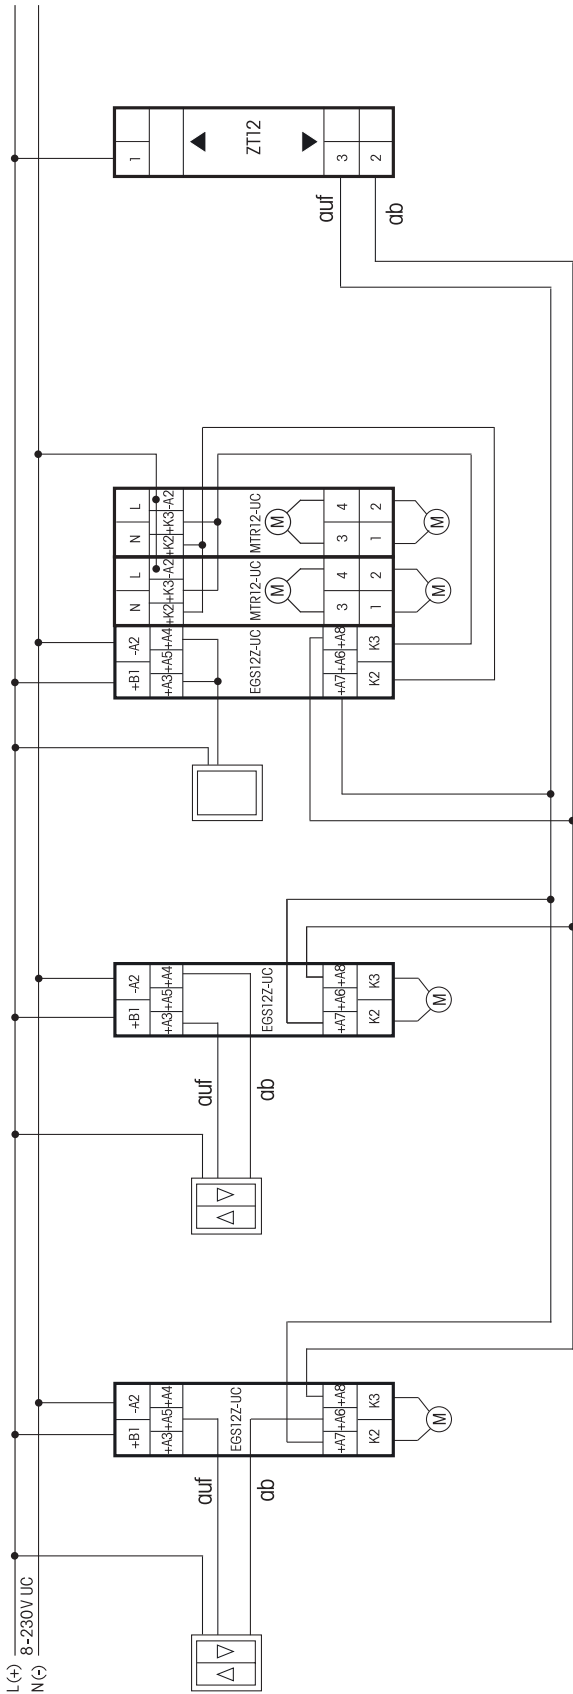 L(+)
8-230V UC
N(-)
auf
ab
+B1 -A2
+A3+A5+A4
EGS12Z-UC
+A7+A6+A8
K2 K3
M
auf
ab
+B1 -A2
+A3+A5+A4
EGS12Z-UC
+A7+A6+A8
K2 K3
M
+B1 -A2
+A3+A5+A4
EGS12Z-UC
+A7+A6+A8
K2 K3
N L
+K2+K3-A2
MTR12-UC
M
3 4
1 2
M
N L
+K2+K3-A2
MTR12-UC
M
3 4
1 2
M
1
ZT12
3
2
auf
ab